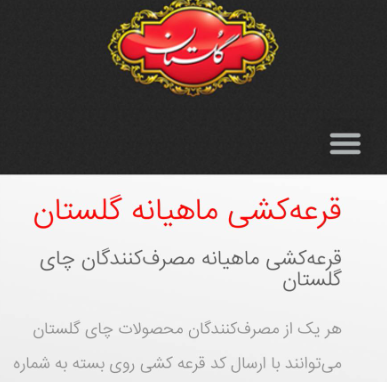 گلستان
قرعه‌کشی ماهیانه گلستان
قرعه‌کشی ماهیانه مصرف‌کنندگان چای
گلستان
هر یک از مصرف‌کنندگان محصولات چای گلستان
می‌توانند با ارسال کد قرعه کشی روی بسته به شماره